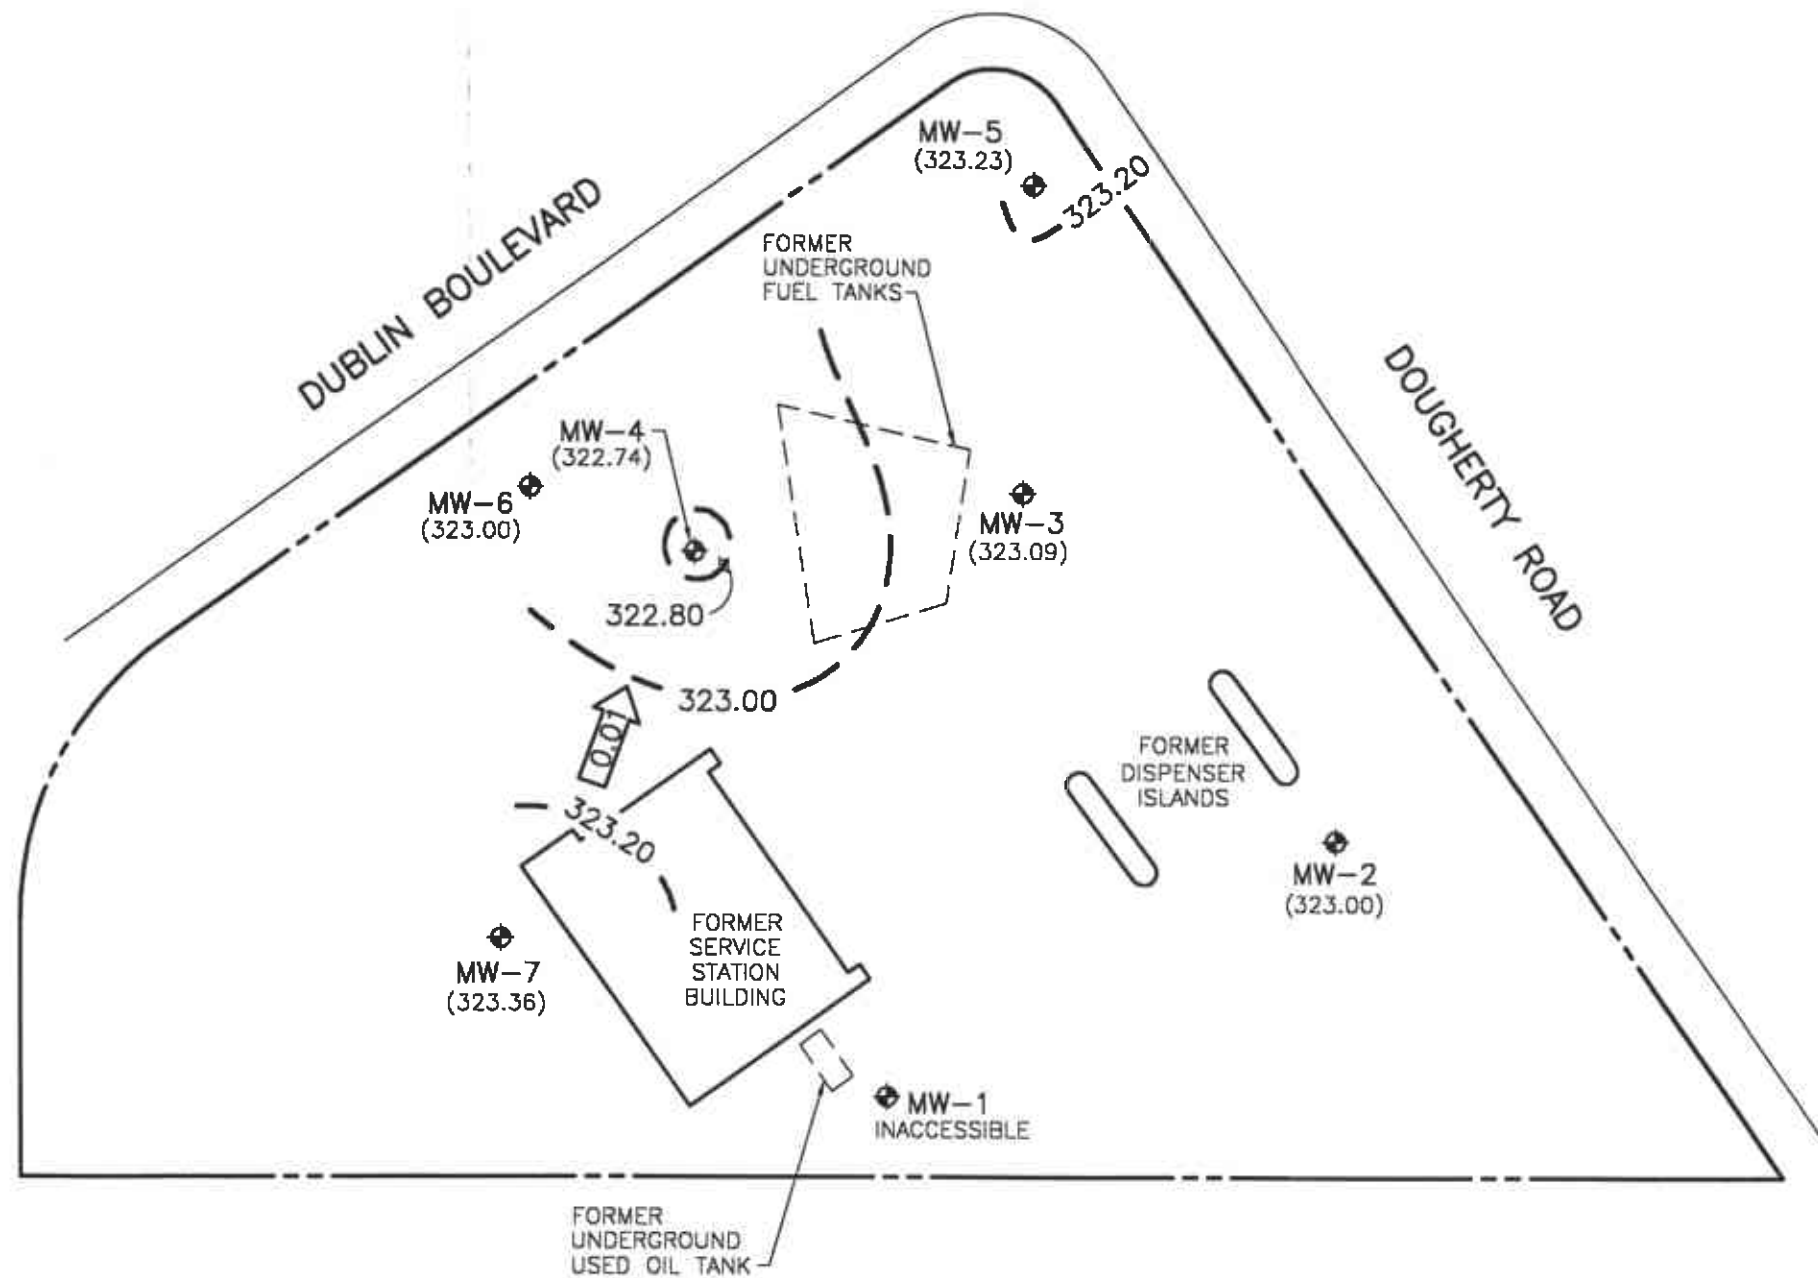 MW-5
(323.23)
323.20
DUBLIN BOULEVARD
FORMER
UNDERGROUND
FUEL TANKS
DOUGHERTY ROAD
MW-4
(322.74)
MW-6
(323.00)
MW-3
(323.09)
322.80
323.00
0.01
FORMER
DISPENSER
ISLANDS
323.20
MW-2
(323.00)
FORMER
SERVICE
STATION
BUILDING
MW-7
(323.36)
MW-1
INACCESSIBLE
FORMER
UNDERGROUND
USED OIL TANK